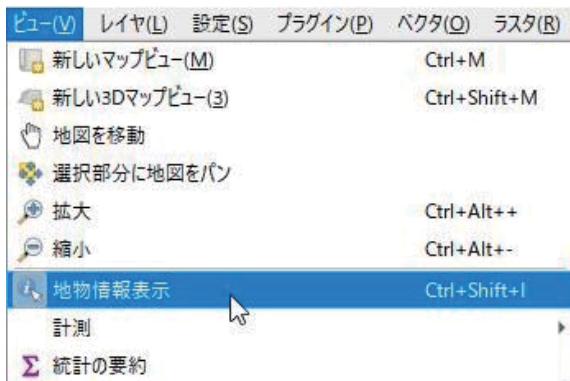 ビュー(V) レイヤ(L) 設定(S) プラグイン(P) ベクタ(O) ラスタ(R)
新しいマップビュー(M) Ctrl+M
新しい3Dマップビュー(3) Ctrl+Shift+M
地図を移動
選択部分に地図をパン
拡大 Ctrl+Alt++
縮小 Ctrl+Alt+-
地物情報表示 Ctrl+Shift+I
計測
統計の要約